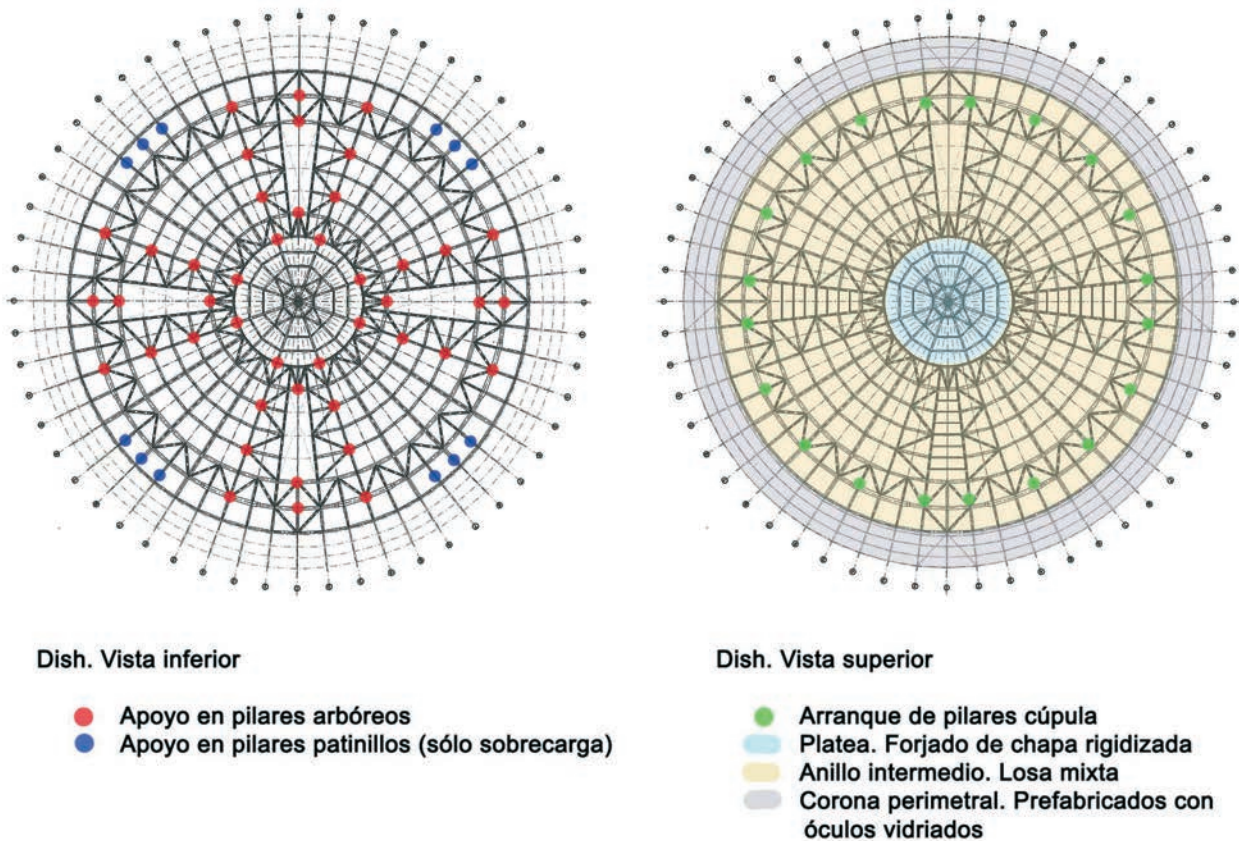 Dish. Vista inferior
Apoyo en pilares arbóreos
Apoyo en pilares patinillos (sólo sobrecarga)
Dish. Vista superior
Arranque de pilares cúpula
Platea. Forjado de chapa rigidizada
Anillo intermedio. Losa mixta
Corona perimetral. Prefabricados con
óculos vidriados